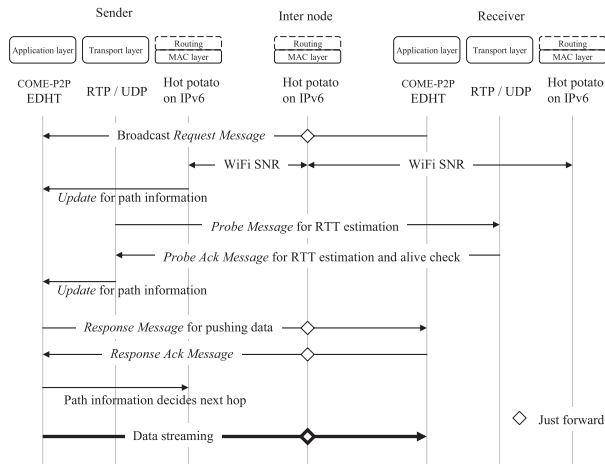 Sender Inter node Receiver
Application layer Transport layer Routing MAC layer Routing MAC layer Application layer Transport layer Routing MAC layer
COME-P2P EDHT RTP / UDP Hot potato on IPv6 Hot potato on IPv6 COME-P2P EDHT RTP / UDP Hot potato on IPv6
Broadcast Request Message
WiFi SNR WiFi SNR
Update for path information
Probe Message for RTT estimation
Probe Ack Message for RTT estimation and alive check
Update for path information
Response Message for pushing data
Response Ack Message
Path information decides next hop
Just forward
Data streaming